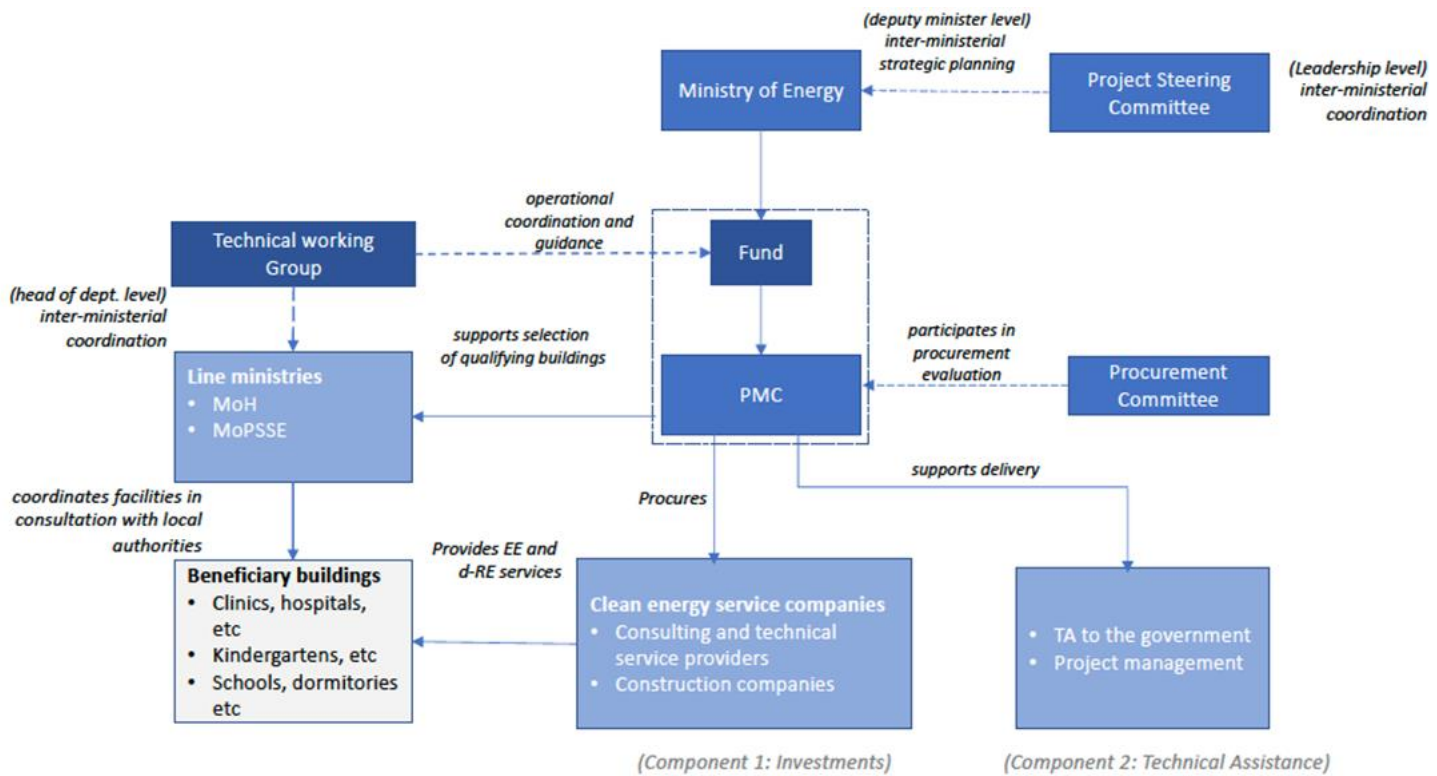 (deputy minister level)
inter-ministerial
strategic planning
Ministry of Energy
Project Steering
Committee
(Leadership level)
inter-ministerial
coordination
operational
coordination and
guidance
Technical working
Group
Fund
(head of dept. level)
inter-ministerial
coordination
supports selection
of qualifying buildings
participates in
procurement
evaluation
Line ministries
• MoH
• MoPSSE
PMC
Procurement
Committee
coordinates facilities in
consultation with local
authorities
Procures
supports delivery
Provides EE and
d-RE services
Beneficiary buildings
• Clinics, hospitals,
etc
• Kindergartens, etc
• Schools, dormitories
etc
Clean energy service companies
• Consulting and technical
service providers
• Construction companies
• TA to the government
• Project management
(Component 1: Investments)
(Component 2: Technical Assistance)